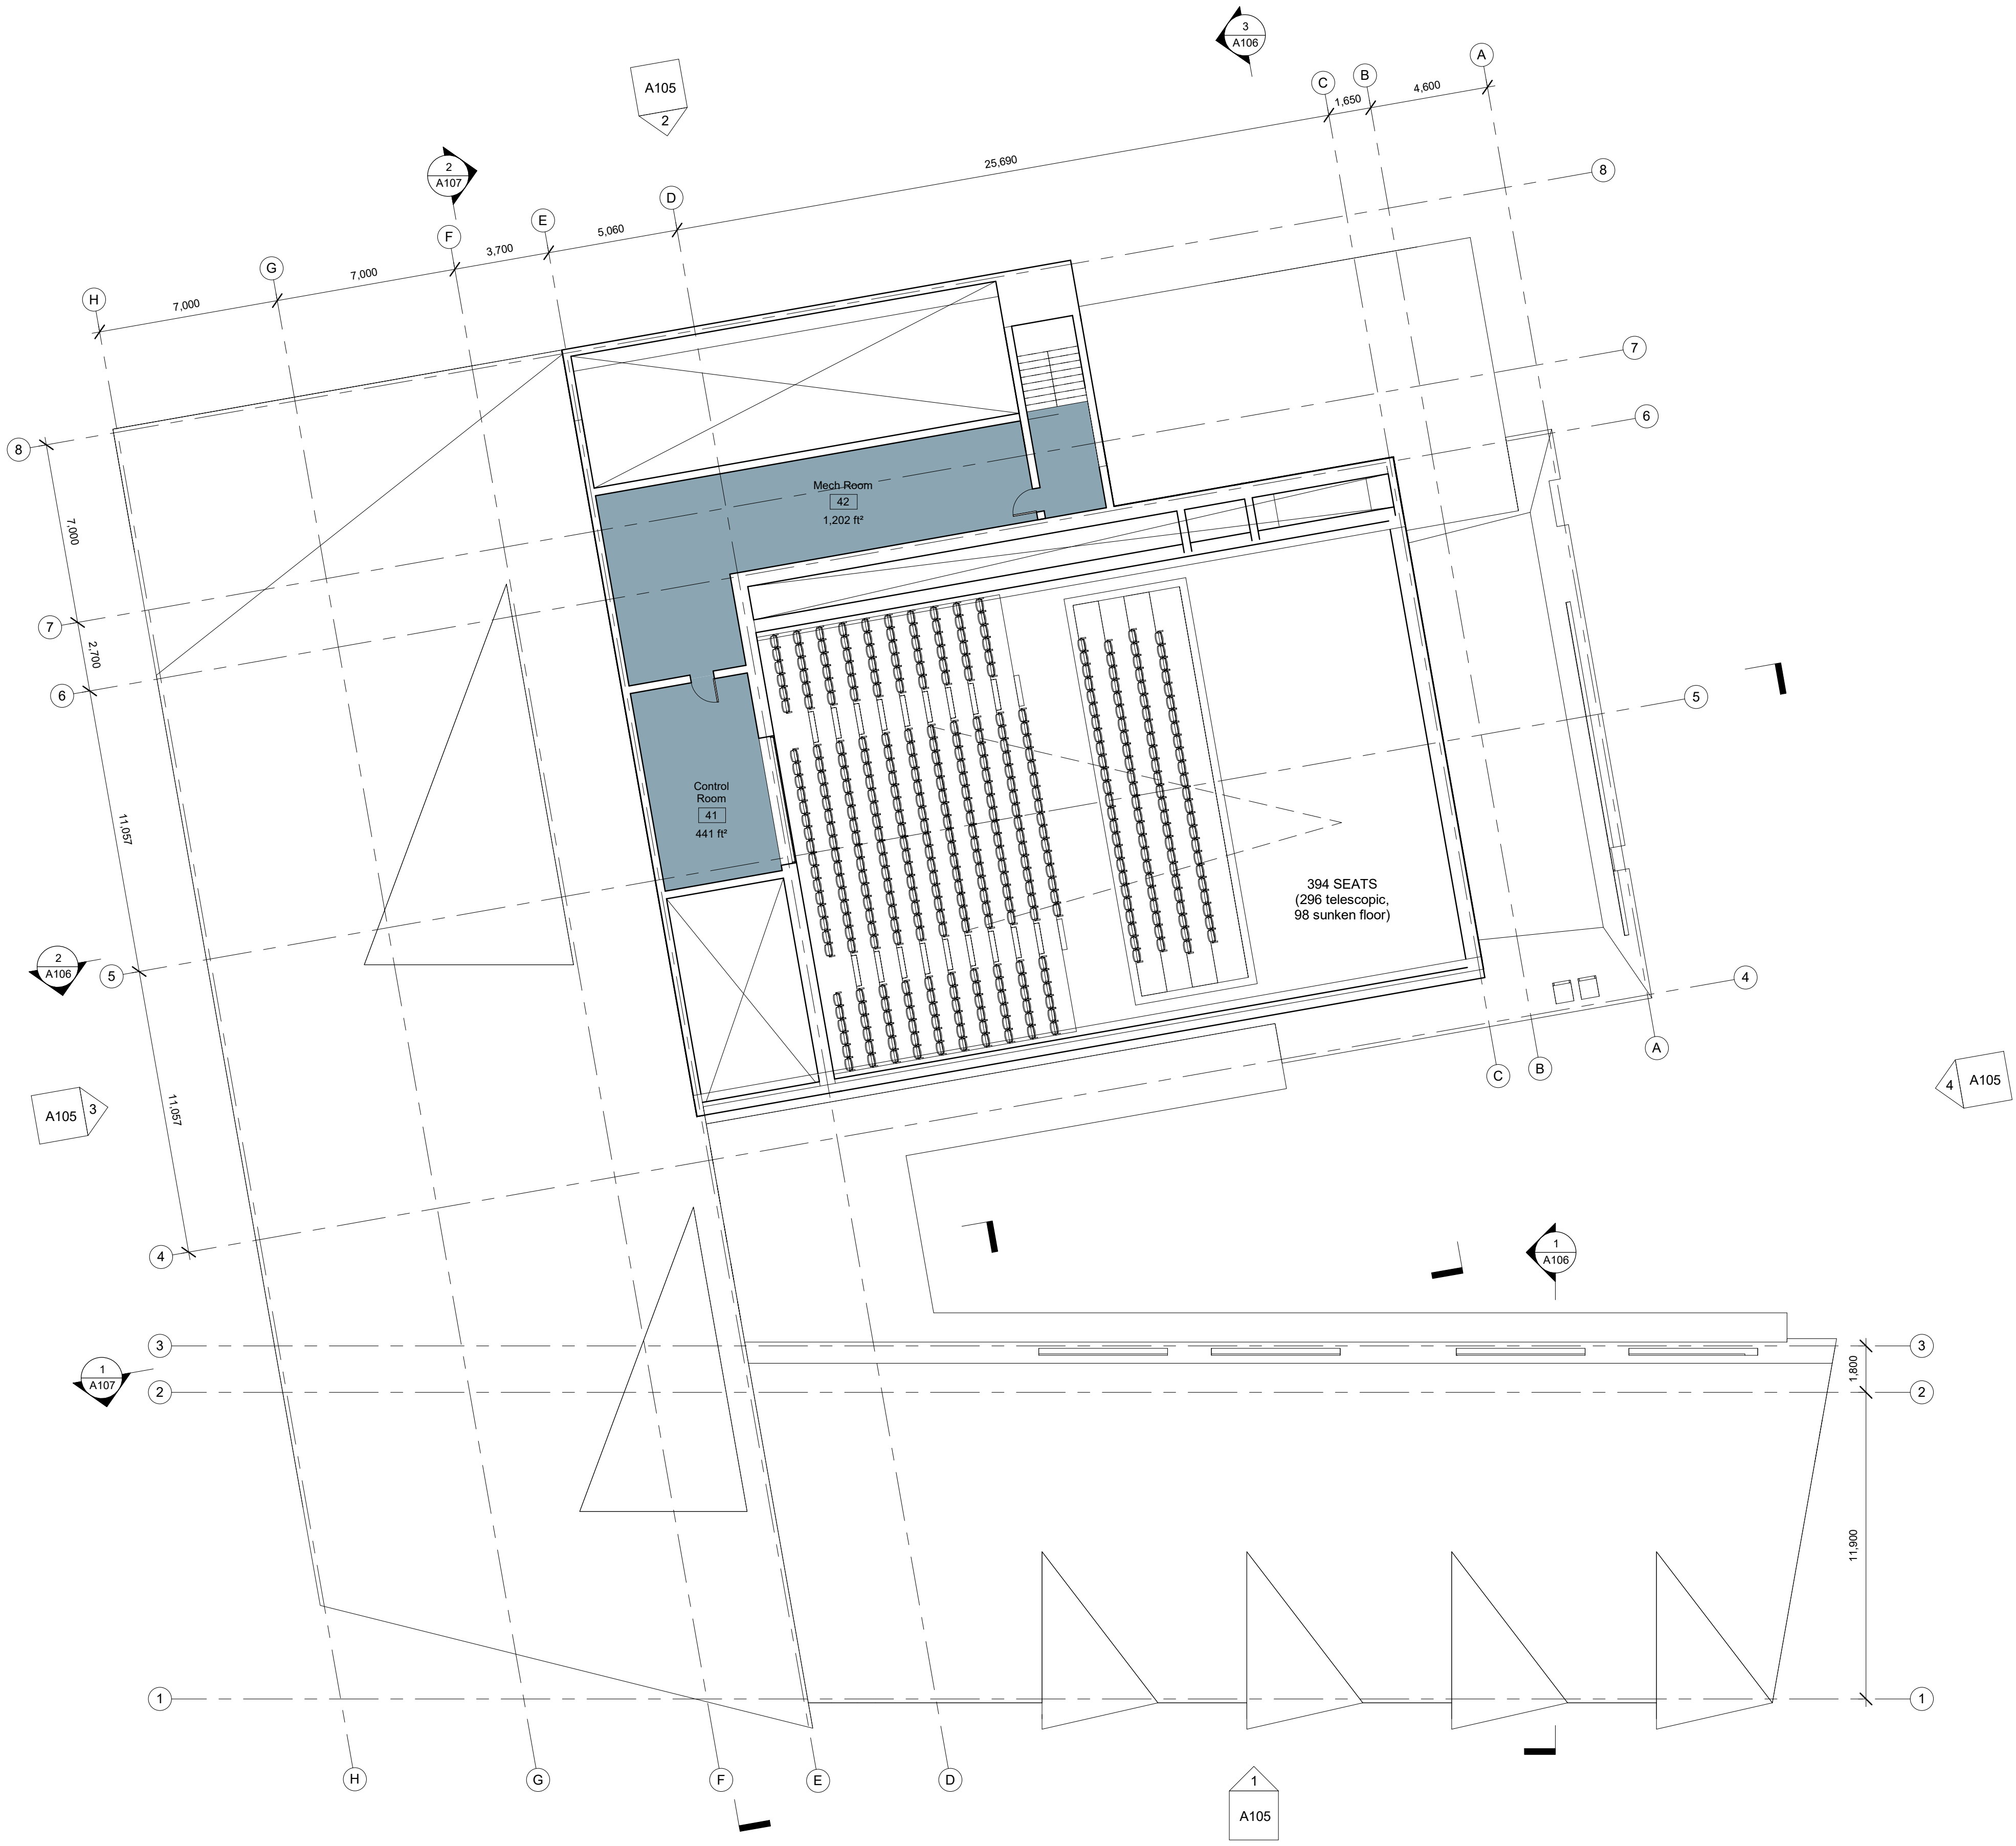 3
A106
A
B
C
A105
2
4,600
1,650
2
A107
25,690
8
D
E
F
5,060
3,700
G
7,000
H
7,000
7
6
8
Mech Room
42
1,202 ft²
7,000
7
2,700
6
5
Control
Room
41
441 ft²
11,057
394 SEATS
(296 telescopic,
98 sunken floor)
2
A106
5
4
A
B
C
A105
3
4
A105
11,057
4
1
A106
3
3
1,800
1
A107
2
2
11,900
1
1
H
G
F
E
D
1
A105